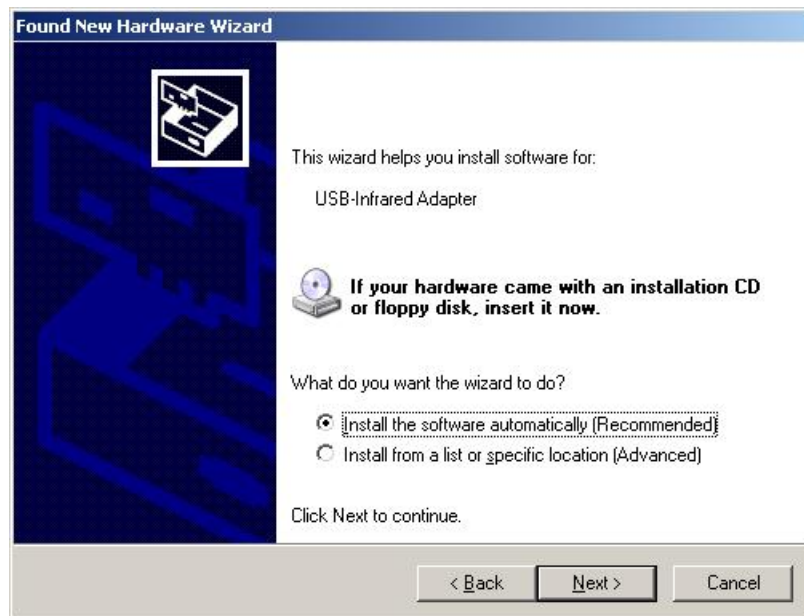 Found New Hardware Wizard
This wizard helps you install software for:
USB-Infrared Adapter
If your hardware came with an installation CD
or floppy disk, insert it now.
What do you want the wizard to do?
Install the software automatically (Recommended)
Install from a list or specific location (Advanced)
Click Next to continue.
< Back
Next >
Cancel